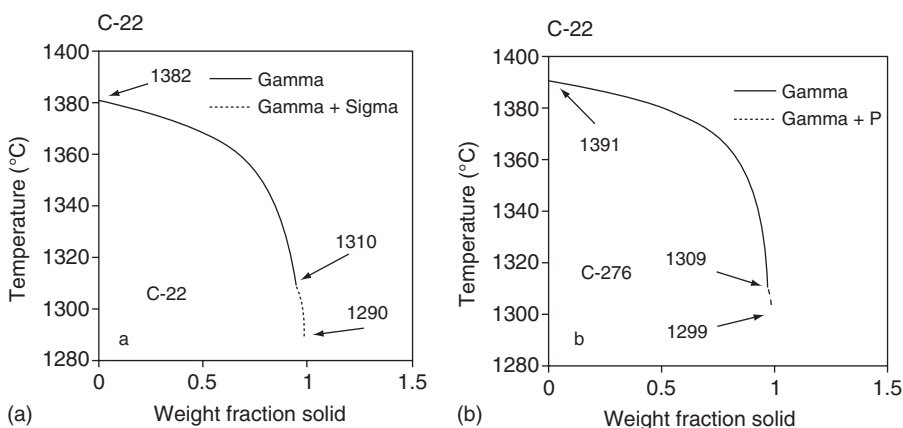 C-22
1400
1380
1360
1340
1320
1300
1280
Temperature (°C)
1382
Gamma
Gamma + Sigma
1310
C-22
1290
a
0
0.5
1
1.5
(a)
Weight fraction solid
C-22
1400
1380
1360
1340
1320
1300
1280
Temperature (°C)
Gamma
Gamma + P
1391
1309
C-276
1299
b
0
0.5
1
1.5
(b)
Weight fraction solid